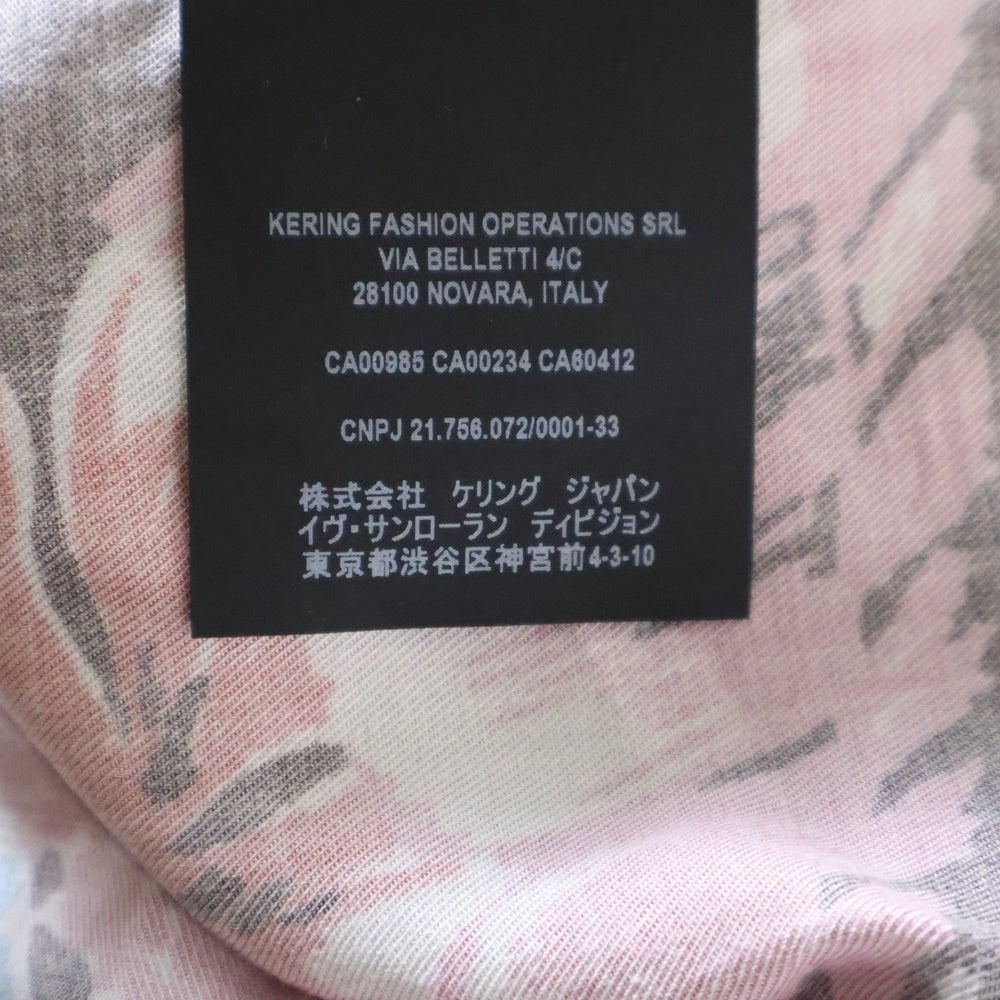 KERING FASHION OPERATIONS SRL
VIA BELLETTI 4/C
28100 NOVARA, ITALY
CA00985 CA00234 CA60412
CNPJ 21.756.072/0001-33
株式会社 ケリング ジャパン
イヴ・サンローラン ディビジョン
東京都渋谷区神宮前4-3-10